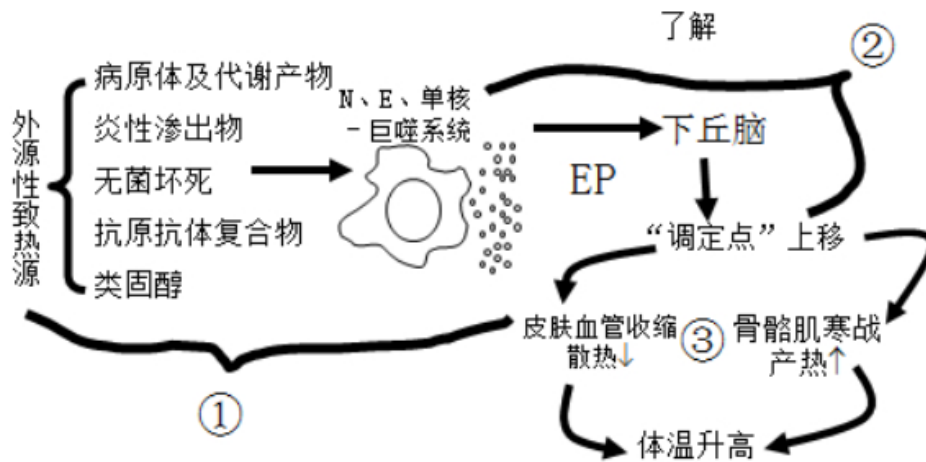 了解
②
外源性致热源
病原体及代谢产物
炎性渗出物
无菌坏死
抗原抗体复合物
类固醇
N、E、单核
-巨噬系统
EP
下丘脑
“调定点”上移
①
皮肤血管收缩
散热↓
③
骨骼肌寒战
产热↑
体温升高